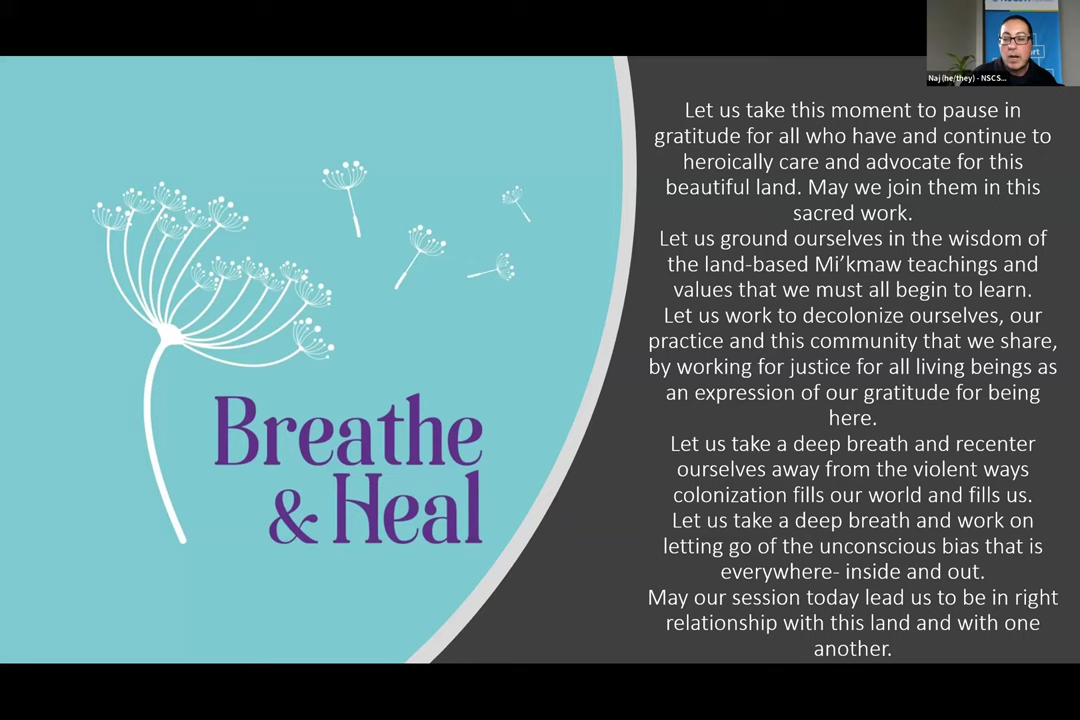 Naj (he/they) - NSCS...
Let us take this moment to pause in
gratitude for all who have and continue to
heroically care and advocate for this
beautiful land. May we join them in this
sacred work.
Let us ground ourselves in the wisdom of
the land-based Mi’kmaw teachings and
values that we must all begin to learn.
Let us work to decolonize ourselves, our
practice and this community that we share,
by working for justice for all living beings as
an expression of our gratitude for being
here.
Let us take a deep breath and recenter
ourselves away from the violent ways
colonization fills our world and fills us.
Let us take a deep breath and work on
letting go of the unconscious bias that is
everywhere- inside and out.
May our session today lead us to be in right
relationship with this land and with one
another.
Breathe
& Heal